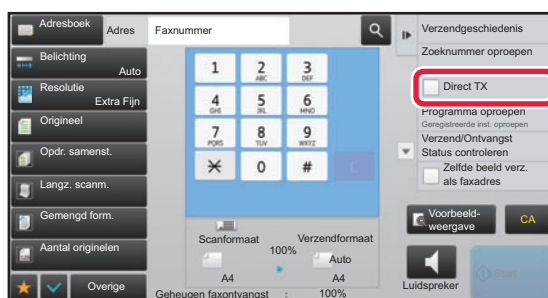 Adresboek
Adres
Faxnummer
Verzendgeschiedenis
Zoeknummer oproepen
Direct TX
Programma oproepen
Geregistreerde inst. oproepen
Verzend/Ontvangst
Status controleren
Zelfde beeld verz.
als faxadres
Belichting
Auto
Resolutie
Extra Fijn
Origineel
Opdr. samenst.
Langz. scanm.
Gemengd form.
Aantal originelen
Overige
1
2
ABC
3
DEF
4
GHI
5
JKL
6
MNO
7
PQRS
8
TUV
9
WXYZ
0
#
C
Scanformaat
100%
Verzendformaat
Auto
A4
A4
Geheugen faxontvangst : 100%
Voorbeeld-
weergave
CA
Luidspreker
Start